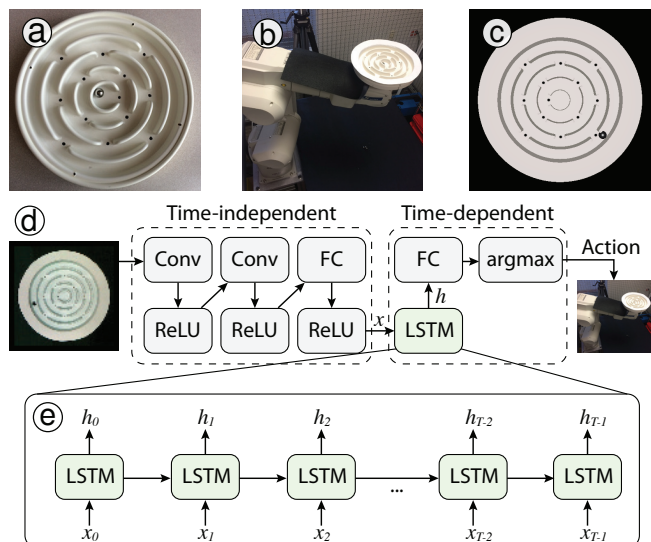 a
b
c
d
Time-independent
Time-dependent
Conv
Conv
FC
FC
argmax
Action
ReLU
ReLU
ReLU
x
h
LSTM
e
h0
h1
h2
hT-2
hT-1
LSTM
LSTM
LSTM
...
LSTM
LSTM
x0
x1
x2
xT-2
xT-1